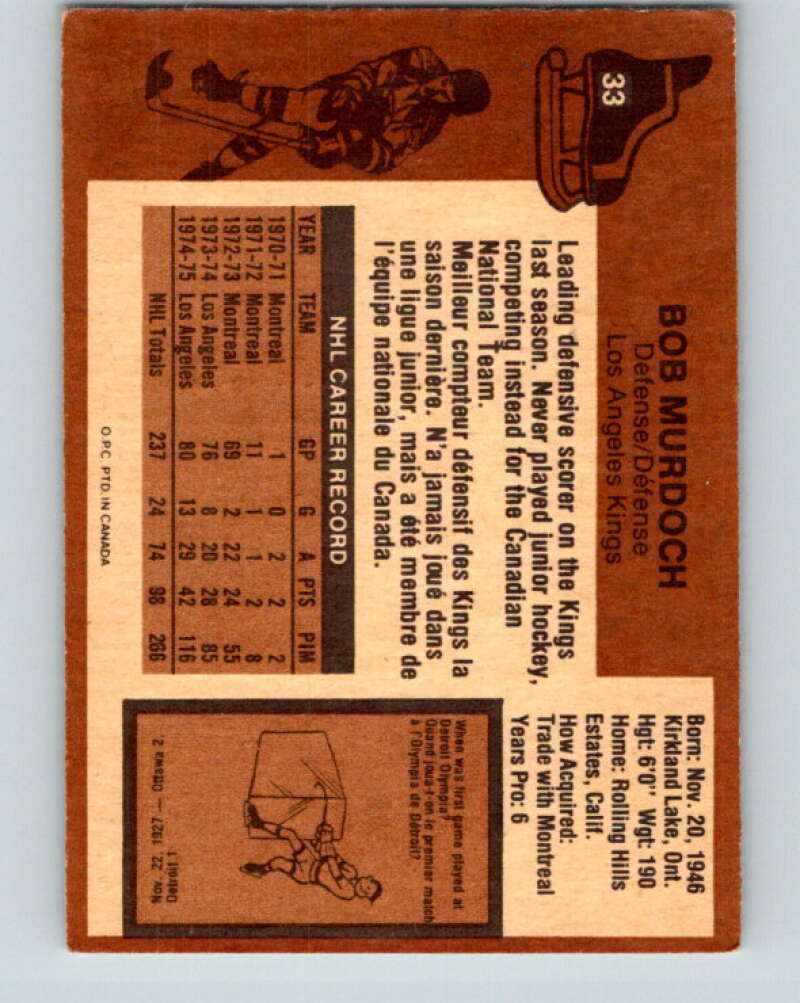 33
BOB MURDOCH
Defense/Défense
Los Angeles Kings
Leading defensive scorer on the Kings
last season. Never played junior hockey,
competing instead for the Canadian
National Team.
Meilleur compteur défensif des Kings la
saison dernière. N'a jamais joué dans
une ligue junior, mais a été membre de
l'équipe nationale du Canada.
NHL CAREER RECORD
YEAR TEAM GP G A PTS PIM
1970-71 Montreal 1 0 2 2 2
1971-72 Montreal 11 1 1 2 8
1972-73 Montreal 69 2 22 24 55
1973-74 Los Angeles 76 8 20 28 85
1974-75 Los Angeles 80 13 29 42 116
NHL Totals 237 24 74 98 266
O.P.C. PTD. IN CANADA
Born: Nov. 20, 1946
Kirkland Lake, Ont.
Hgt: 6'0" Wgt: 190
Home: Rolling Hills
Estates, Calif.
How Acquired:
Trade with Montreal
Years Pro: 6
When was first game played at
Detroit Olympia?
Quand joua-t-on le premier match
à l'Olympia de Détroit?
Nov. 22, 1927 — Ottawa 2,
Detroit 1